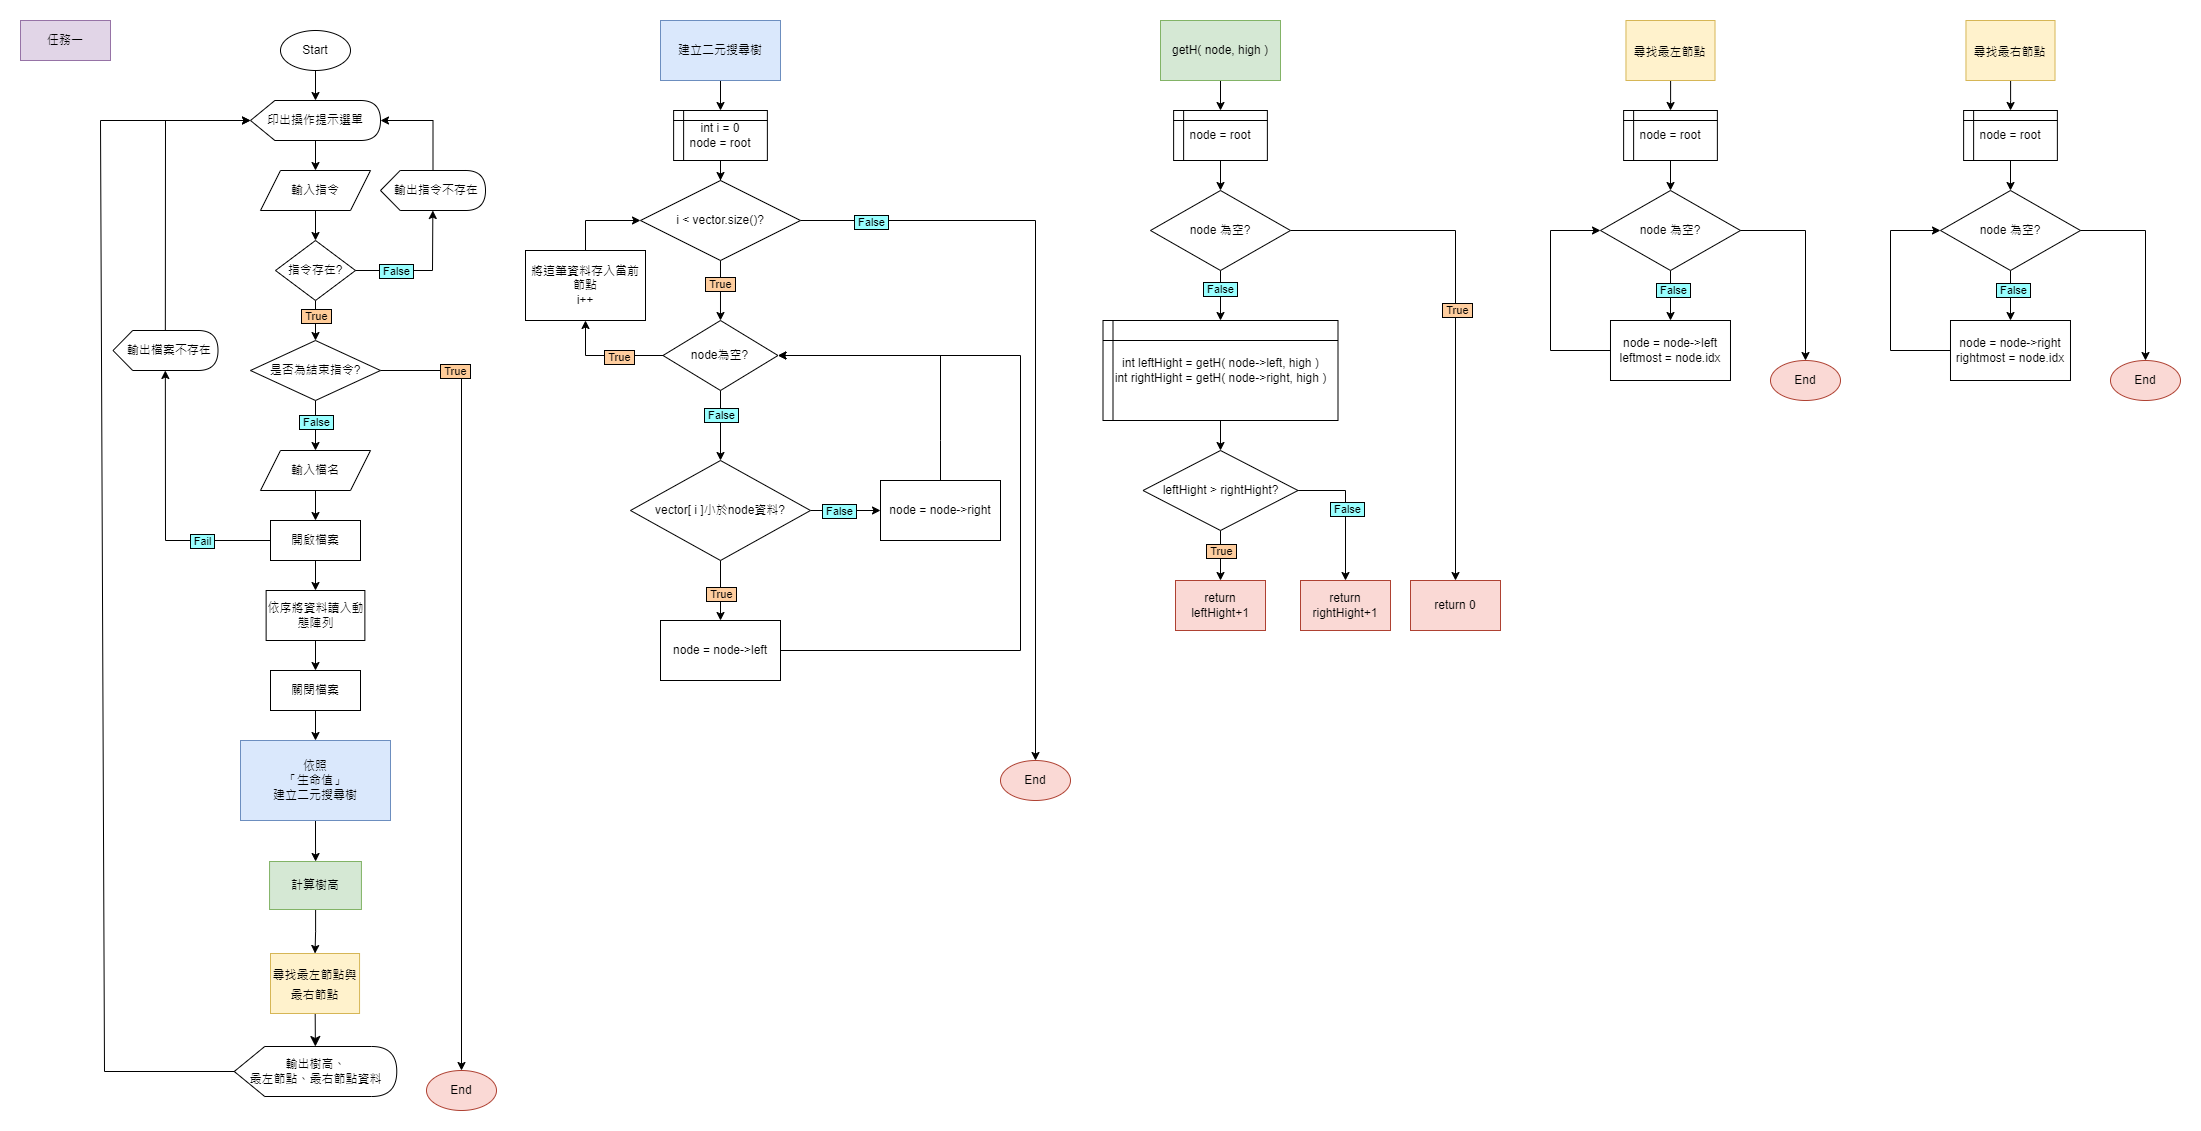 任務一
Start
印出操作提示選單
輸入指令
輸出指令不存在
指令存在?
False
True
輸出檔案不存在
是否為結束指令?
True
False
輸入檔名
開啟檔案
Fail
依序將資料讀入動
態陣列
關閉檔案
依照
「生命值」
建立二元搜尋樹
計算樹高
尋找最左節點與
最右節點
輸出樹高、
最左節點、最右節點資料
End
建立二元搜尋樹
int i = 0
node = root
i < vector.size()?
False
將這筆資料存入當前
節點
i++
True
node為空?
True
False
vector[ i ]小於node資料?
False
node = node->right
True
node = node->left
End
getH( node, high )
node = root
node 為空?
False
True
int leftHight = getH( node->left, high )
int rightHight = getH( node->right, high )
leftHight > rightHight?
False
True
return
leftHight+1
return
rightHight+1
return 0
尋找最左節點
node = root
node 為空?
False
node = node->left
leftmost = node.idx
End
尋找最右節點
node = root
node 為空?
False
node = node->right
rightmost = node.idx
End